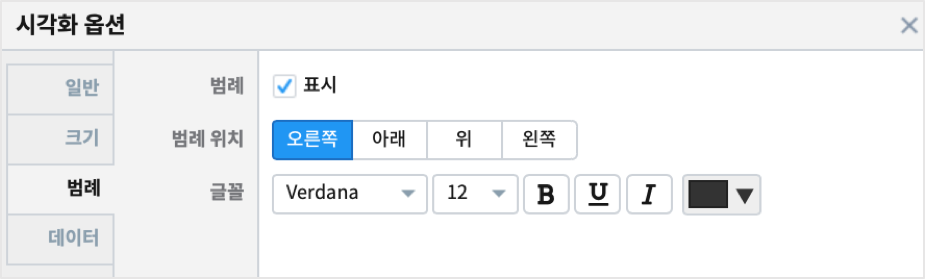 시각화 옵션
일반
크기
범례
데이터
범례 표시
범례 위치 오른쪽 아래 위 왼쪽
글꼴 Verdana 12 B U I